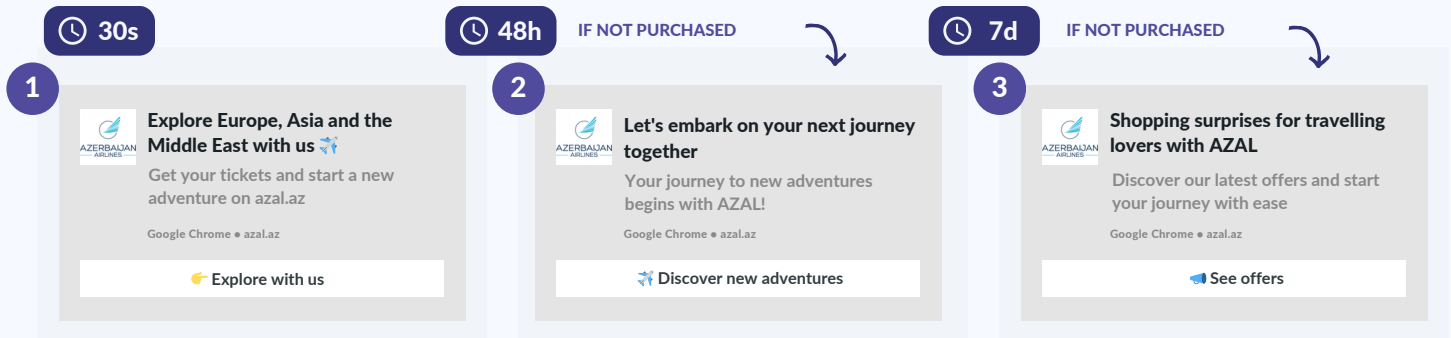 30s
1
AZERBAIJAN
AIRLINES
Explore Europe, Asia and the
Middle East with us ✈️
Get your tickets and start a new
adventure on azal.az
Google Chrome ● azal.az
👉 Explore with us
48h IF NOT PURCHASED
2
AZERBAIJAN
AIRLINES
Let's embark on your next journey
together
Your journey to new adventures
begins with AZAL!
Google Chrome ● azal.az
✈️ Discover new adventures
7d IF NOT PURCHASED
3
AZERBAIJAN
AIRLINES
Shopping surprises for travelling
lovers with AZAL
Discover our latest offers and start
your journey with ease
Google Chrome ● azal.az
📣 See offers